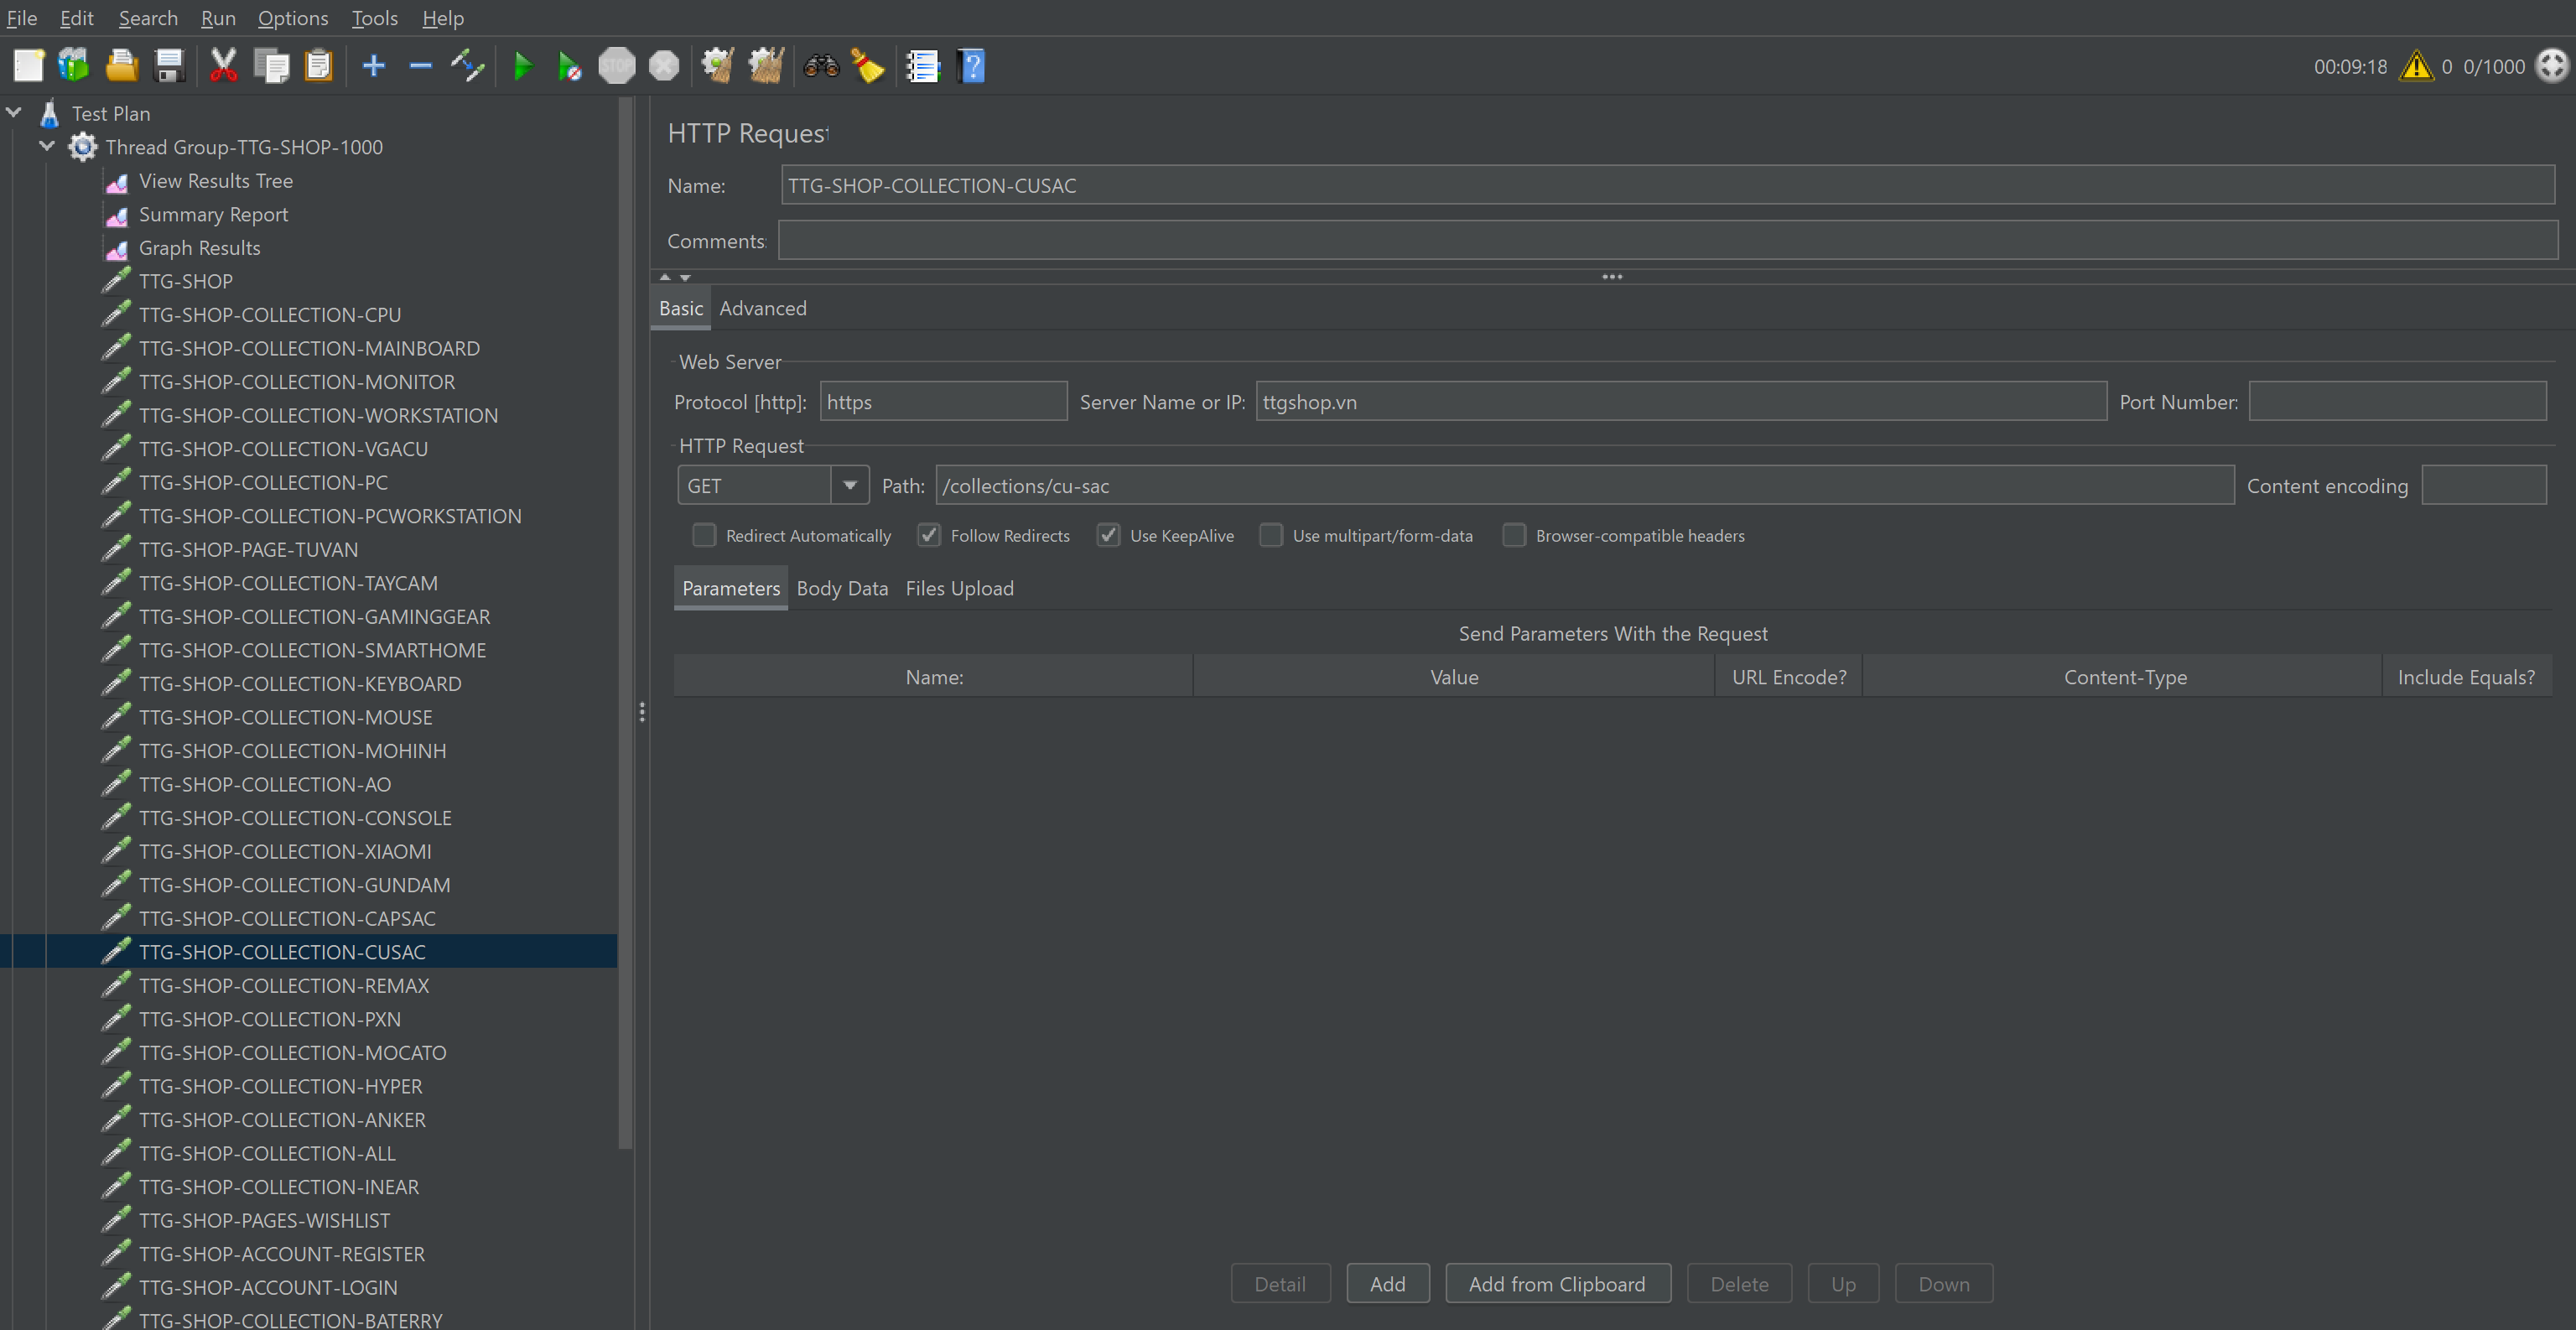 File Edit Search Run Options Tools Help
STOP
00:09:18 0 0/1000
Test Plan
Thread Group-TTG-SHOP-1000
View Results Tree
Summary Report
Graph Results
TTG-SHOP
TTG-SHOP-COLLECTION-CPU
TTG-SHOP-COLLECTION-MAINBOARD
TTG-SHOP-COLLECTION-MONITOR
TTG-SHOP-COLLECTION-WORKSTATION
TTG-SHOP-COLLECTION-VGACU
TTG-SHOP-COLLECTION-PC
TTG-SHOP-COLLECTION-PCWORKSTATION
TTG-SHOP-PAGE-TUVAN
TTG-SHOP-COLLECTION-TAYCAM
TTG-SHOP-COLLECTION-GAMINGGEAR
TTG-SHOP-COLLECTION-SMARTHOME
TTG-SHOP-COLLECTION-KEYBOARD
TTG-SHOP-COLLECTION-MOUSE
TTG-SHOP-COLLECTION-MOHINH
TTG-SHOP-COLLECTION-AO
TTG-SHOP-COLLECTION-CONSOLE
TTG-SHOP-COLLECTION-XIAOMI
TTG-SHOP-COLLECTION-GUNDAM
TTG-SHOP-COLLECTION-CAPSAC
TTG-SHOP-COLLECTION-CUSAC
TTG-SHOP-COLLECTION-REMAX
TTG-SHOP-COLLECTION-PXN
TTG-SHOP-COLLECTION-MOCATO
TTG-SHOP-COLLECTION-HYPER
TTG-SHOP-COLLECTION-ANKER
TTG-SHOP-COLLECTION-ALL
TTG-SHOP-COLLECTION-INEAR
TTG-SHOP-PAGES-WISHLIST
TTG-SHOP-ACCOUNT-REGISTER
TTG-SHOP-ACCOUNT-LOGIN
TTG-SHOP-COLLECTION-BATERRY
HTTP Request
Name: TTG-SHOP-COLLECTION-CUSAC
Comments:
Basic Advanced
Web Server
Protocol [http]: https Server Name or IP: ttgshop.vn Port Number:
HTTP Request
GET Path: /collections/cu-sac Content encoding
Redirect Automatically Follow Redirects Use KeepAlive Use multipart/form-data Browser-compatible headers
Parameters Body Data Files Upload
Send Parameters With the Request
Name: Value URL Encode? Content-Type Include Equals?
Detail Add Add from Clipboard Delete Up Down